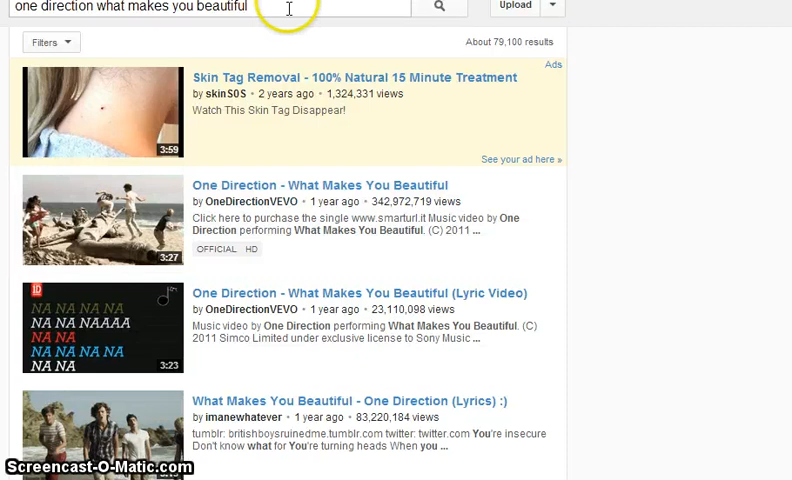 one direction what makes you beautiful
Upload
Filters
About 79,100 results
Ads
Skin Tag Removal - 100% Natural 15 Minute Treatment
by skinSOS • 2 years ago • 1,324,331 views
Watch This Skin Tag Disappear!
3:59
See your ad here »
One Direction - What Makes You Beautiful
by OneDirectionVEVO • 1 year ago • 342,972,719 views
Click here to purchase the single www.smarturl.it Music video by One
Direction performing What Makes You Beautiful. (C) 2011 ...
OFFICIAL HD
3:27
One Direction - What Makes You Beautiful (Lyric Video)
by OneDirectionVEVO • 1 year ago • 23,110,098 views
Music video by One Direction performing What Makes You Beautiful. (C)
2011 Simco Limited under exclusive license to Sony Music ...
1D
NA NA NA NA
NA NA NAAAA
NA NA
NA NA NA NA
NA NA
3:23
What Makes You Beautiful - One Direction (Lyrics) :)
by imanewhatever • 1 year ago • 83,220,184 views
tumblr: britishboysruinedme.tumblr.com twitter: twitter.com You're insecure
Don't know what for You're turning heads When you ...
Screencast-O-Matic.com